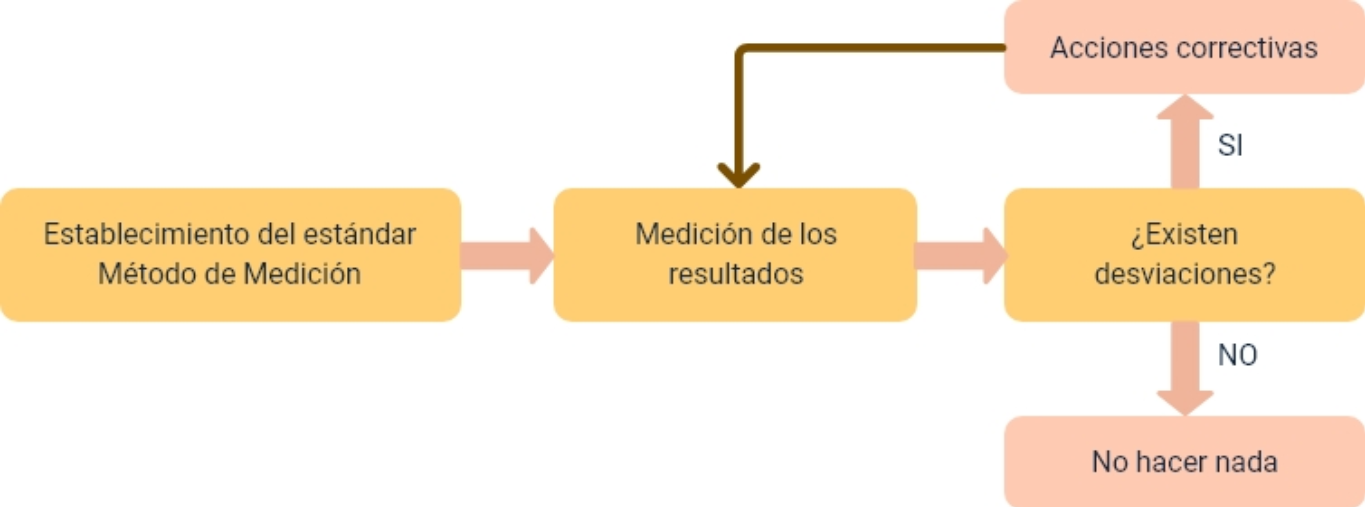 Acciones correctivas
SI
Establecimiento del estándar
Método de Medición
Medición de los
resultados
¿Existen
desviaciones?
NO
No hacer nada